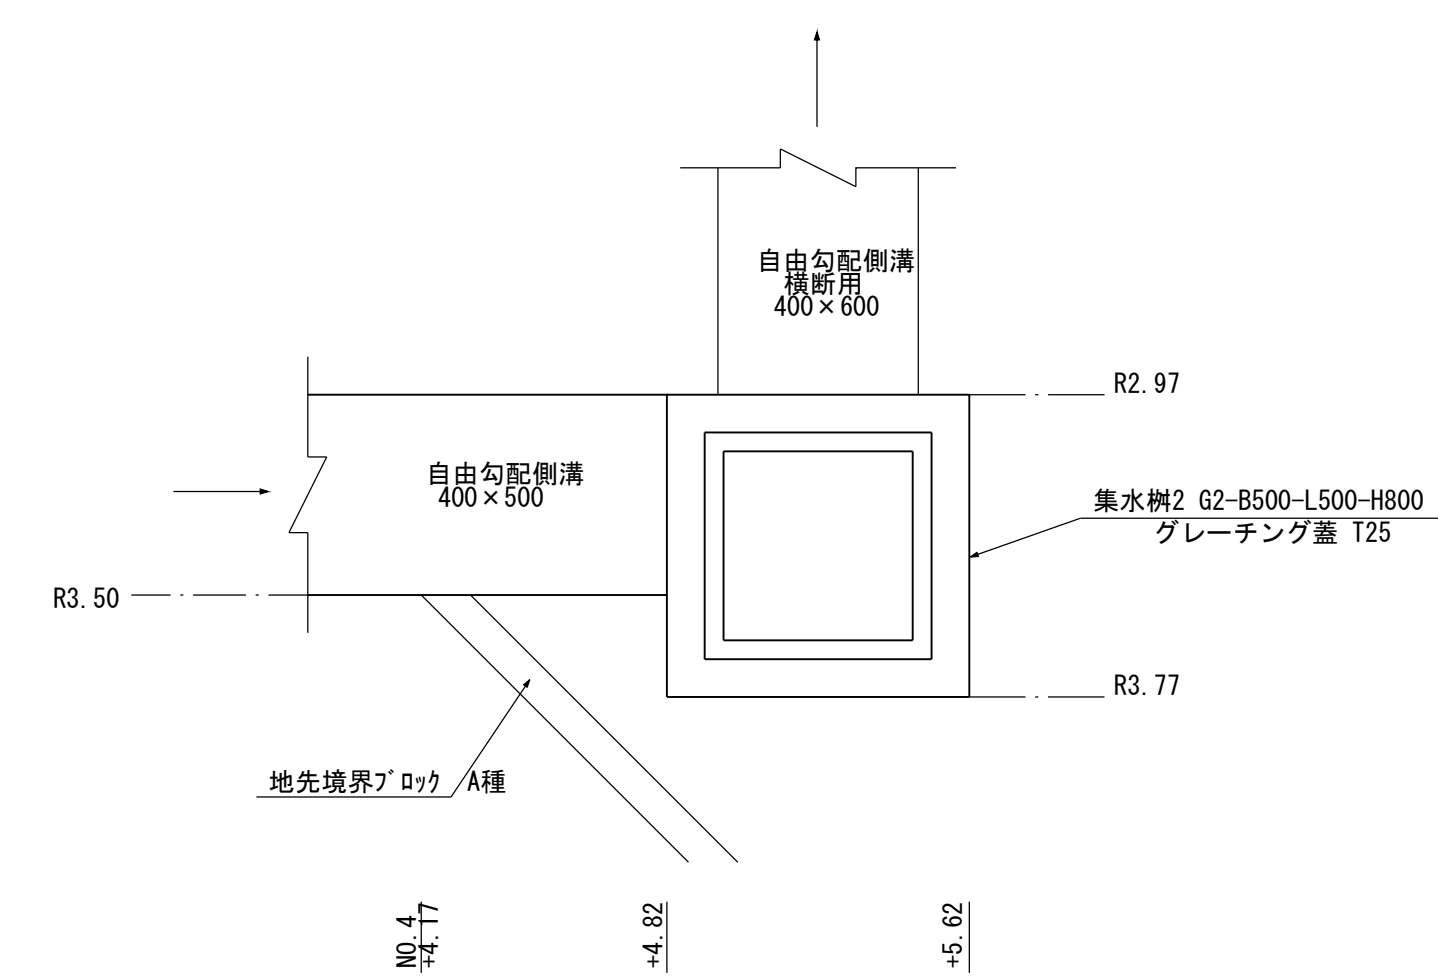 自由勾配側溝
横断用
400×600
R2.97
自由勾配側溝
400×500
集水桝2 G2-B500-L500-H800
グレーチング蓋 T25
R3.50
R3.77
地先境界ﾌﾞﾛｯｸ A種
NO.4
+4.17
+4.82
+5.62